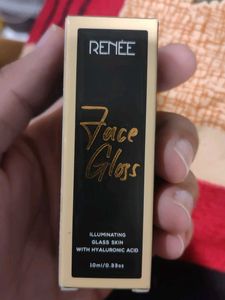 RENÉE
Face
Gloss
ILLUMINATING
GLASS SKIN
WITH HYALURONIC ACID
10ml/0.33oz